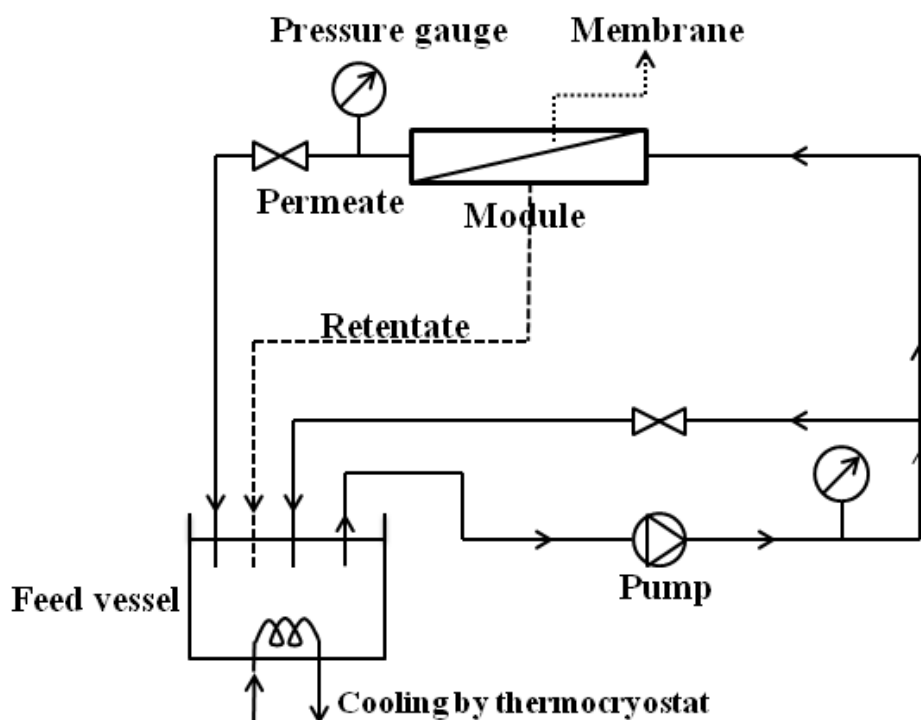 Pressure gauge
Membrane
Permeate
Module
Retentate
Pump
Feed vessel
Cooling by thermocryostat